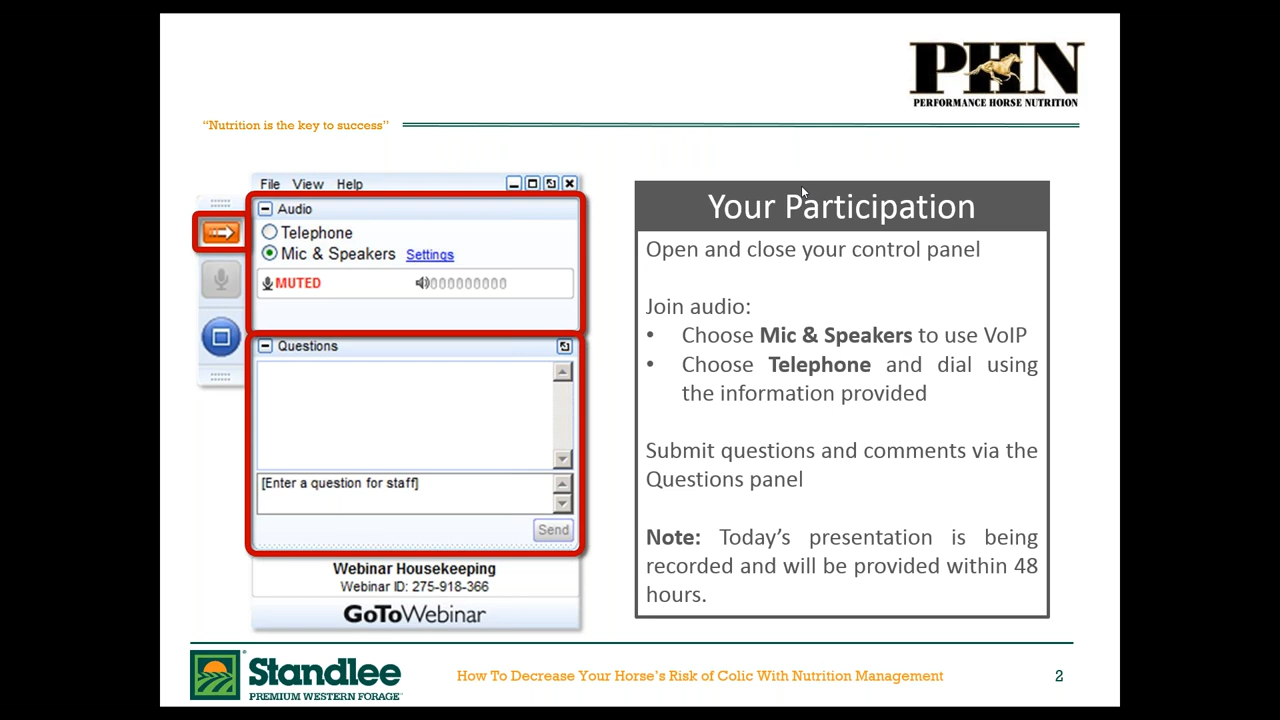 PHN
PERFORMANCE HORSE NUTRITION
“Nutrition is the key to success”
File View Help
Audio
Telephone
Mic & Speakers Settings
MUTED 000000000
Questions
[Enter a question for staff]
Send
Webinar Housekeeping
Webinar ID: 275-918-366
GoToWebinar
Your Participation
Open and close your control panel
Join audio:
• Choose Mic & Speakers to use VoIP
• Choose Telephone and dial using
the information provided
Submit questions and comments via the
Questions panel
Note: Today’s presentation is being
recorded and will be provided within 48
hours.
Standlee
PREMIUM WESTERN FORAGE
How To Decrease Your Horse’s Risk of Colic With Nutrition Management
2